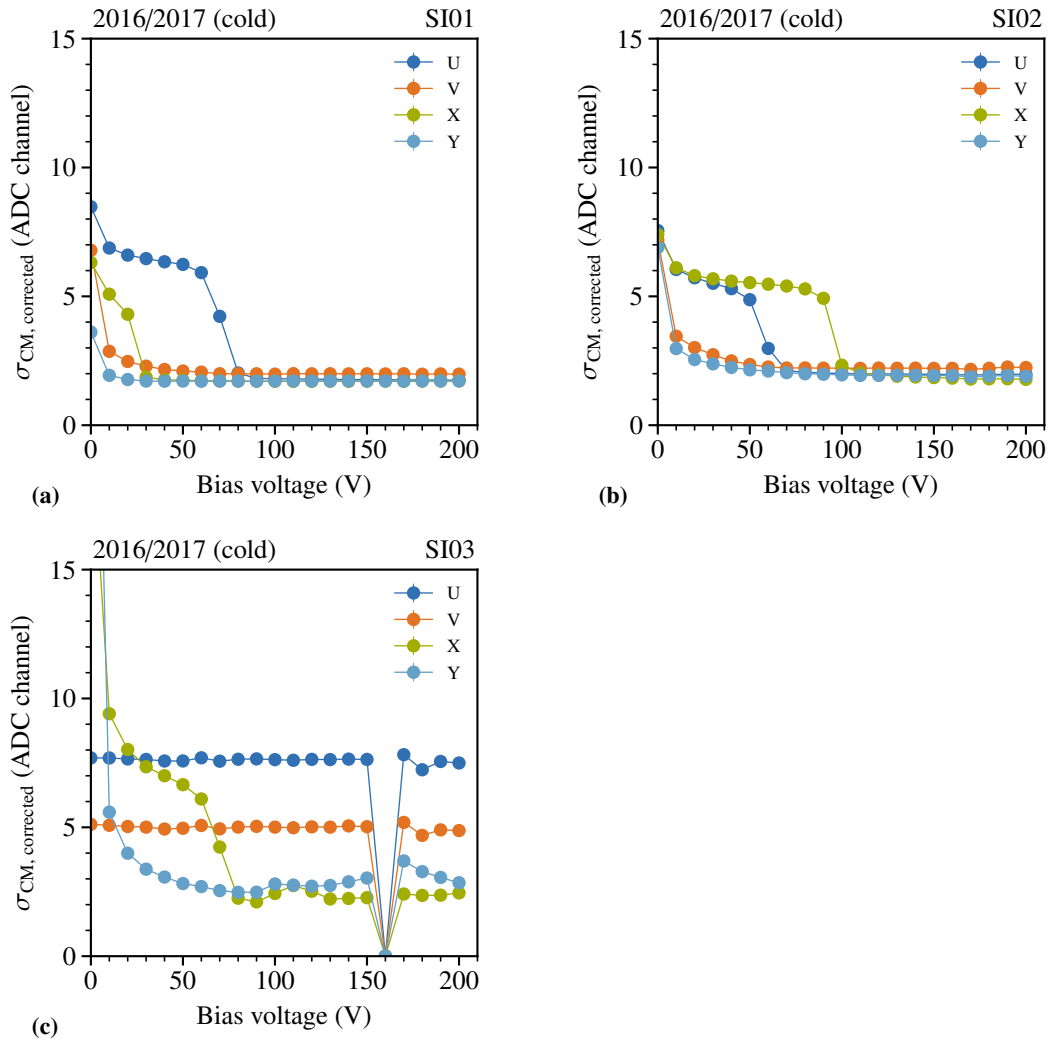 2016/2017 (cold) SI01
15
10
5
0
σCM, corrected (ADC channel)
U
V
X
Y
0 50 100 150 200
Bias voltage (V)
(a)
2016/2017 (cold) SI02
15
10
5
0
σCM, corrected (ADC channel)
U
V
X
Y
0 50 100 150 200
Bias voltage (V)
(b)
2016/2017 (cold) SI03
15
10
5
0
σCM, corrected (ADC channel)
U
V
X
Y
0 50 100 150 200
Bias voltage (V)
(c)